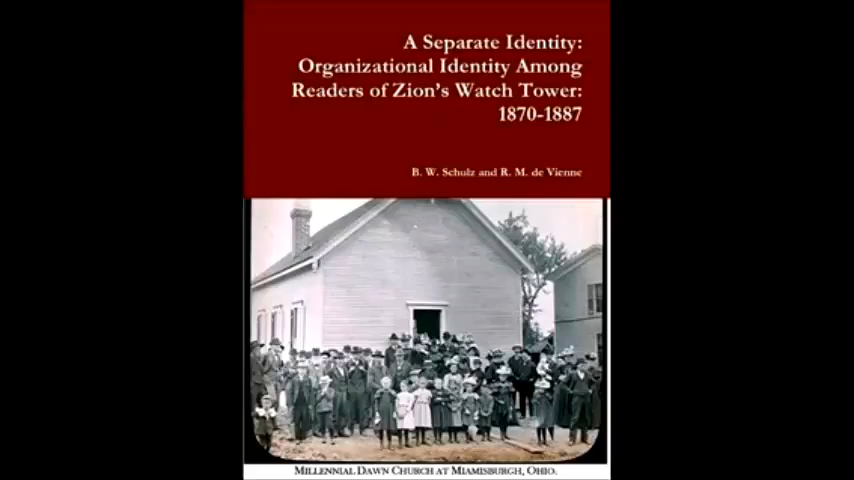 A Separate Identity:
Organizational Identity Among
Readers of Zion's Watch Tower:
1870-1887
B. W. Schulz and R. M. de Vienne
MILLENNIAL DAWN CHURCH AT MIAMISBURGH, OHIO.